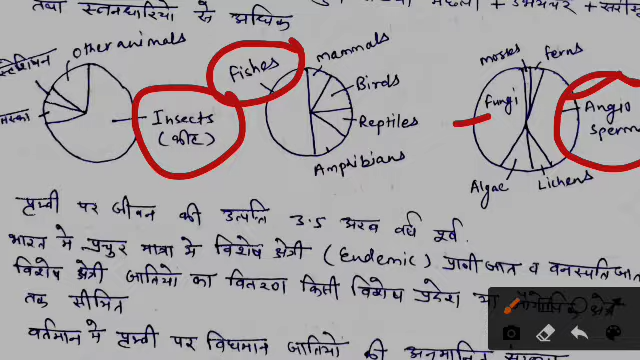 तथा स्तनधारियों से अधिक
Other animals
Insects
(कीट)
Fishes
mammals
Birds
Reptiles
Amphibians
mosses
ferns
Fungi
Angio
sperm
Algae
Lichens
पृथ्वी पर जीवन की उत्पत्ति 3.5 अरब वर्ष पूर्व.
भारत में प्रचुर मात्रा में विशेष क्षेत्री (Endemic) प्राणी जात व वनस्पति जात
विशेष क्षेत्री जातियों का वितरण किसी विशेष प्रदेश या
तक सीमित
वर्तमान में पृथ्वी पर विद्यमान जातियों की